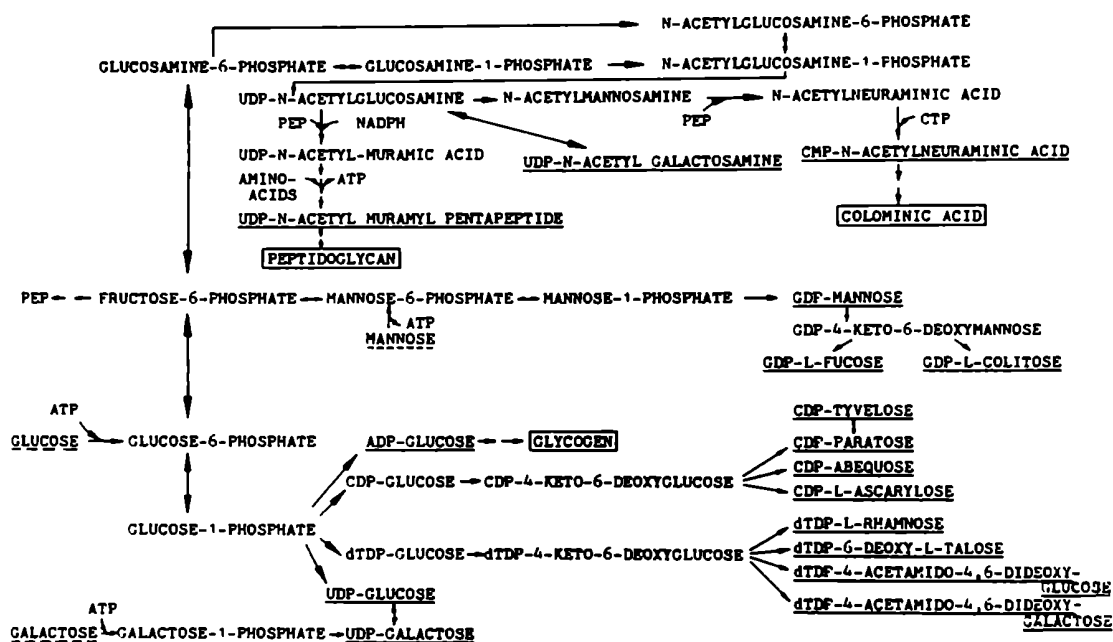 N-ACETYLGLUCOSAMINE-6-PHOSPHATE
GLUCOSAMINE-6-PHOSPHATE GLUCOSAMINE-1-PHOSPHATE N-ACETYLGLUCOSAMINE-1-PHOSPHATE
UDP-N-ACETYLGLUCOSAMINE N-ACETYLMANNOSAMINE N-ACETYLNEURAMINIC ACID
PEP NADPH PEP CTP
UDP-N-ACETYL-MURAMIC ACID UDP-N-ACETYL GALACTOSAMINE CMP-N-ACETYLNEURAMINIC ACID
AMINO-ACIDS ATP
UDP-N-ACETYL MURAMYL PENTAPEPTIDE COLOMINIC ACID
PEPTIDOGLYCAN
PEP FRUCTOSE-6-PHOSPHATE MANNOSE-6-PHOSPHATE MANNOSE-1-PHOSPHATE GDP-MANNOSE
ATP
MANNOSE
GDP-4-KETO-6-DEOXYMANNOSE
GDP-L-FUCOSE GDP-L-COLITOSE
ATP
GLUCOSE GLUCOSE-6-PHOSPHATE ADP-GLUCOSE GLYCOGEN
CDP-TYVELOSE
CDP-PARATOSE
CDP-GLUCOSE CDP-4-KETO-6-DEOXYGLUCOSE CDP-ABEQUOSE
CDP-L-ASCARYLOSE
GLUCOSE-1-PHOSPHATE
dTDP-L-RHAMNOSE
dTDP-GLUCOSE dTDP-4-KETO-6-DEOXYGLUCOSE dTDP-6-DEOXY-L-TALOSE
dTDP-4-ACETAMIDO-4,6-DIDEOXY-
GLUCOSE
UDP-GLUCOSE
dTDP-4-ACETAMIDO-4,6-DIDEOXY-
GALACTOSE
ATP
GALACTOSE GALACTOSE-1-PHOSPHATE UDP-GALACTOSE